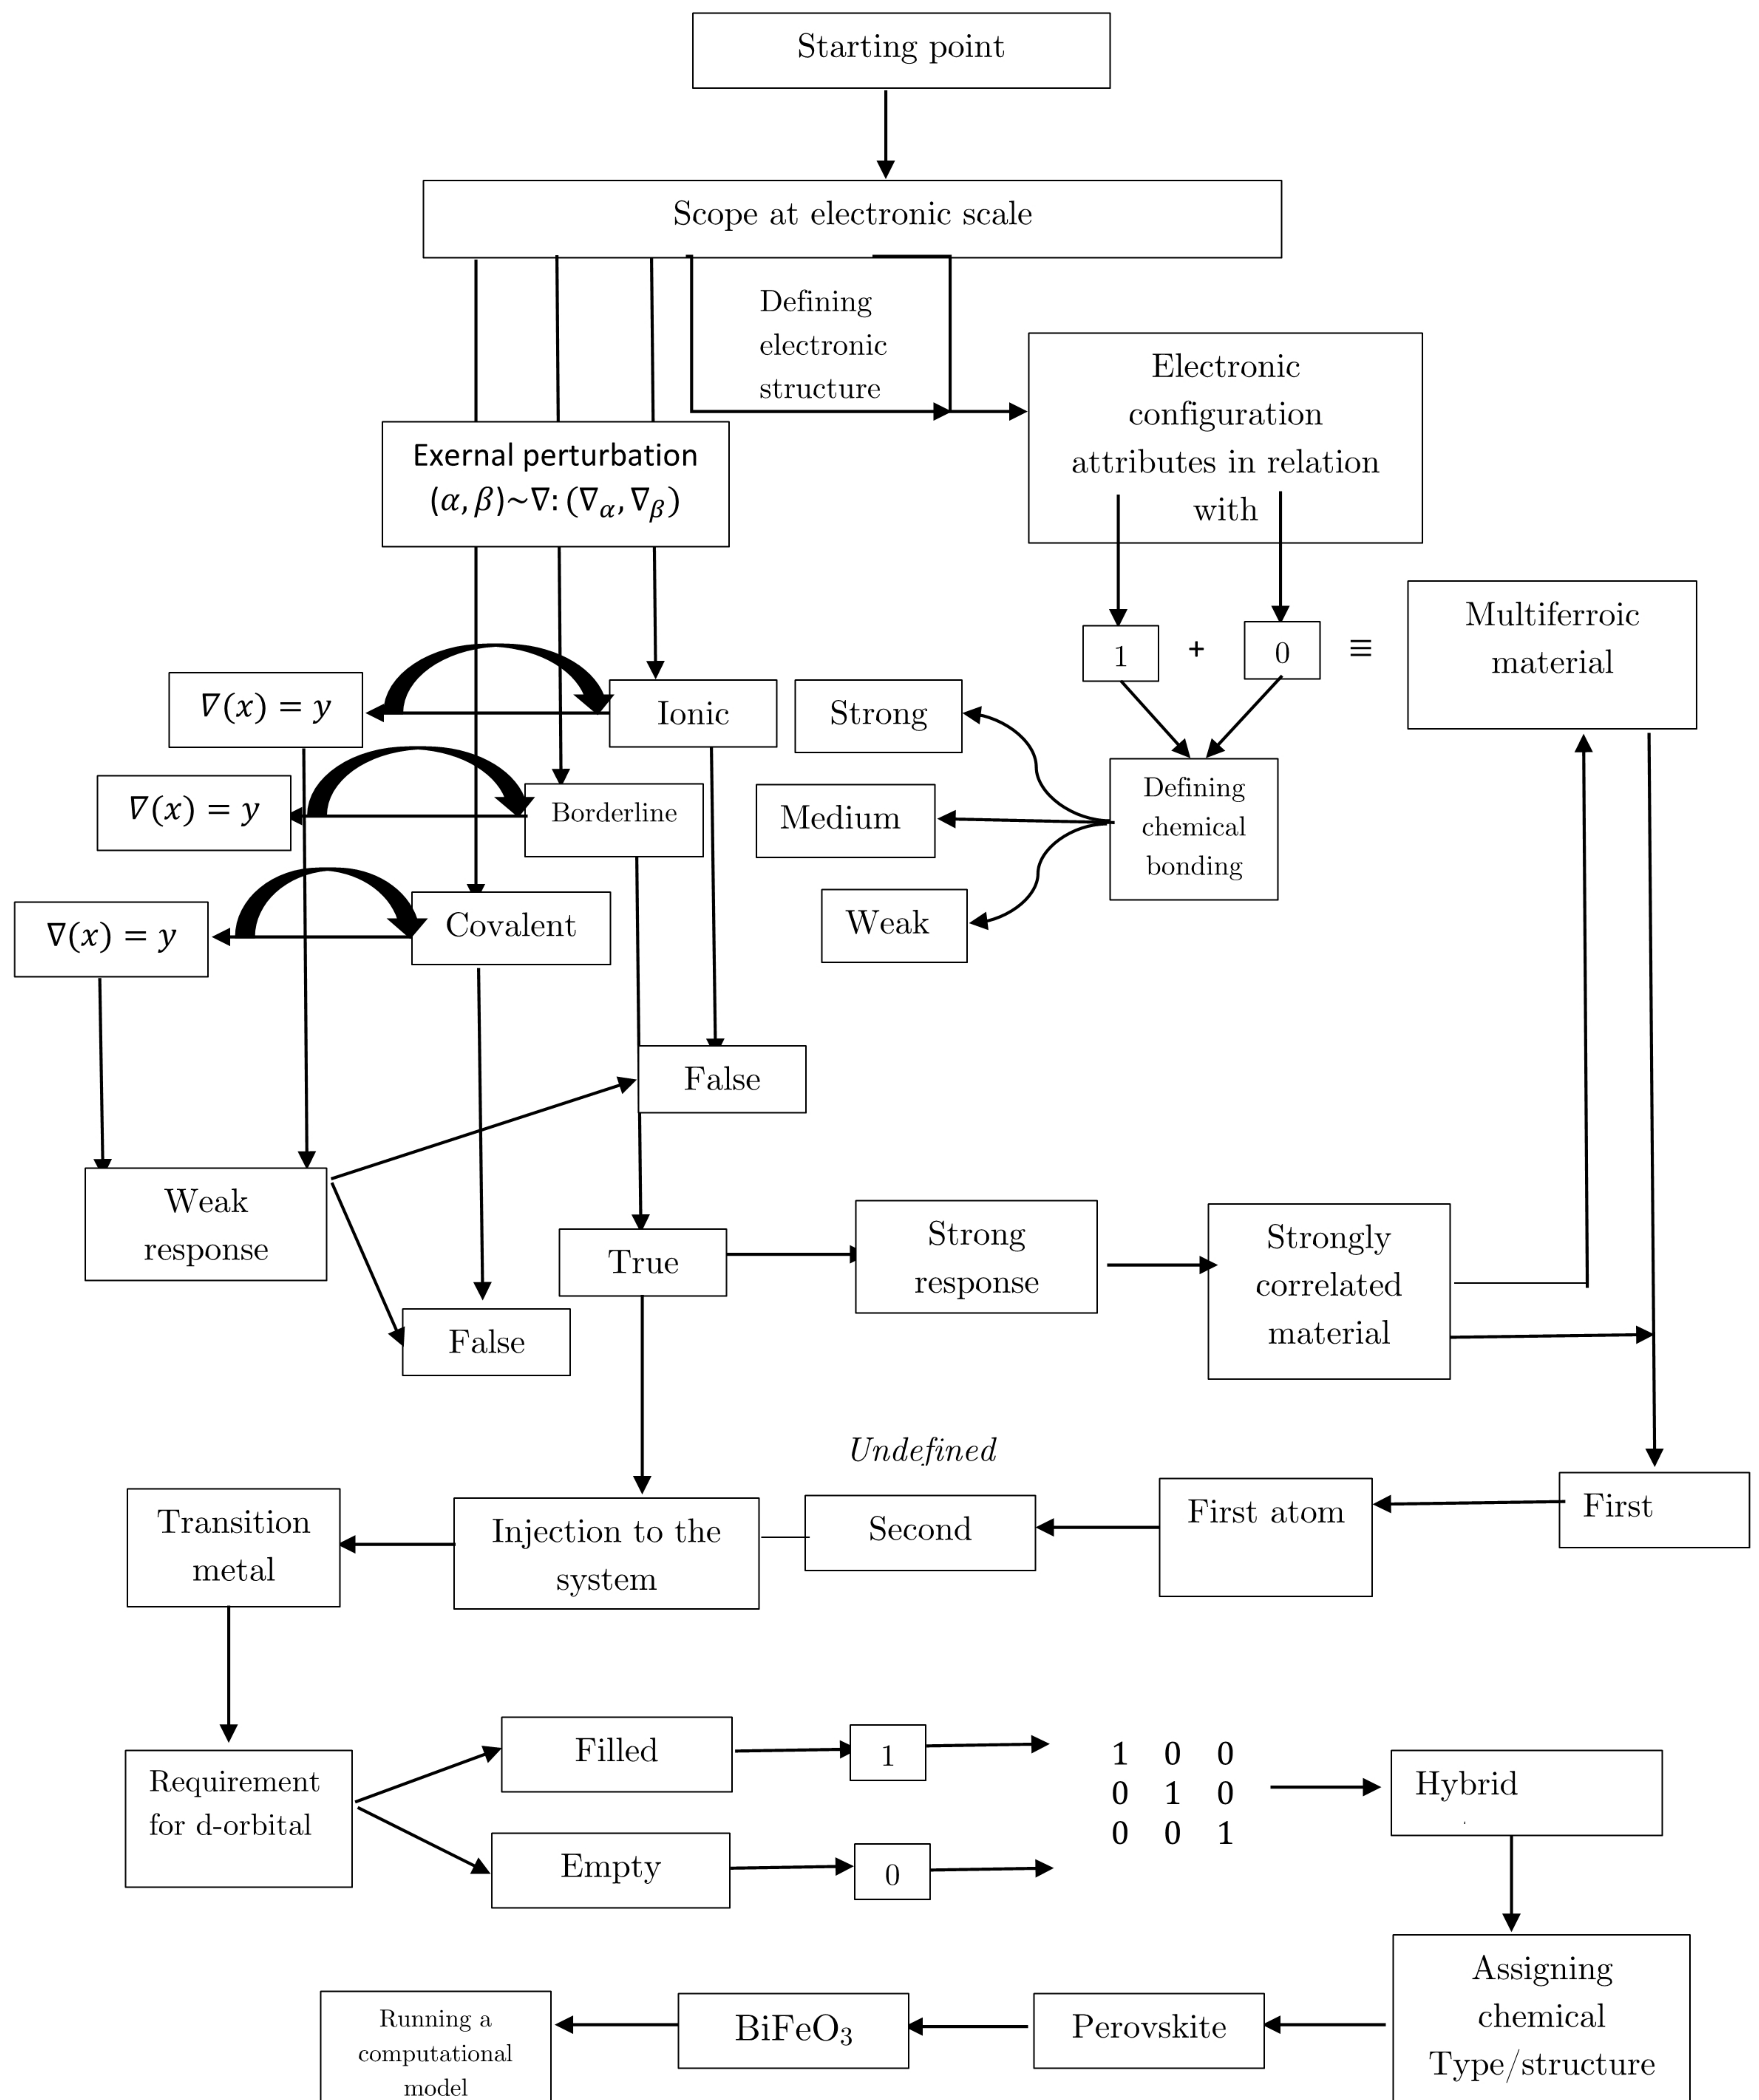 Starting point
Scope at electronic scale
Defining
electronic
structure
Electronic
configuration
attributes in relation
with
Exernal perturbation
(α, β)~∇: (∇α, ∇β)
1 + 0 ≡
Multiferroic
material
∇(x) = y
Ionic
Strong
∇(x) = y
Borderline
Medium
Defining
chemical
bonding
∇(x) = y
Covalent
Weak
False
Weak
response
True
Strong
response
Strongly
correlated
material
False
Undefined
Transition
metal
Injection to the
system
Second
First atom
First
Requirement
for d-orbital
Filled
1
Empty
0
1 0 0
0 1 0
0 0 1
Hybrid
Assigning
chemical
Type/structure
Perovskite
BiFeO₃
Running a
computational
model